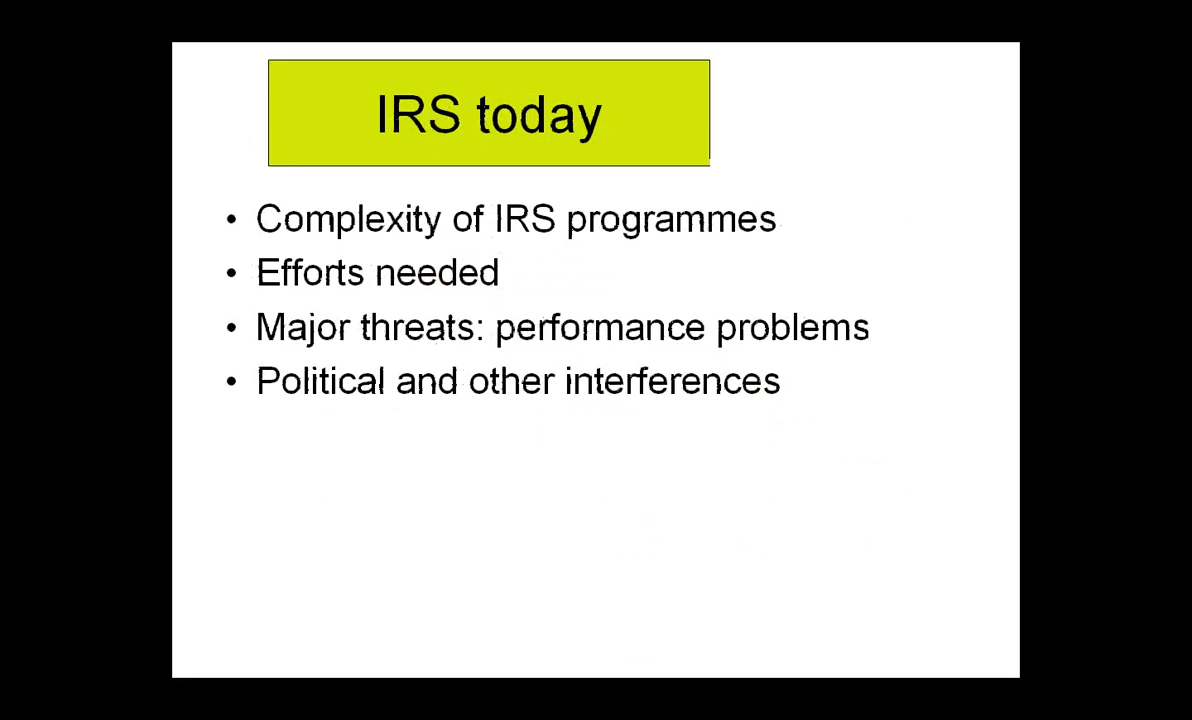 IRS today
• Complexity of IRS programmes
• Efforts needed
• Major threats: performance problems
• Political and other interferences